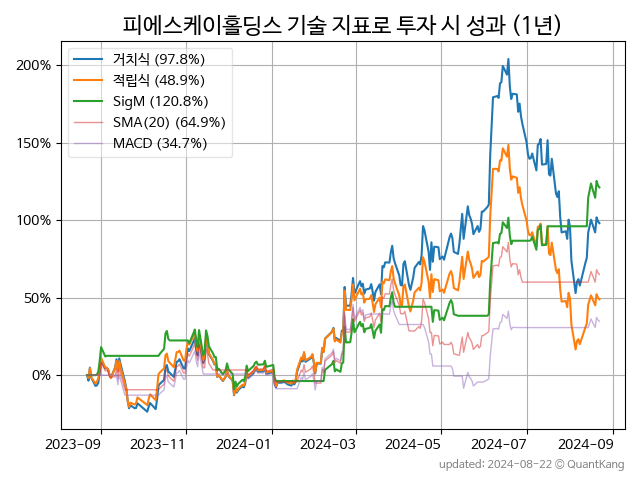 피에스케이홀딩스 기술 지표로 투자 시 성과 (1년)
거치식 (97.8%)
적립식 (48.9%)
SigM (120.8%)
SMA(20) (64.9%)
MACD (34.7%)
200%
150%
100%
50%
0%
2023-09 2023-11 2024-01 2024-03 2024-05 2024-07 2024-09
updated: 2024-08-22 © QuantKang